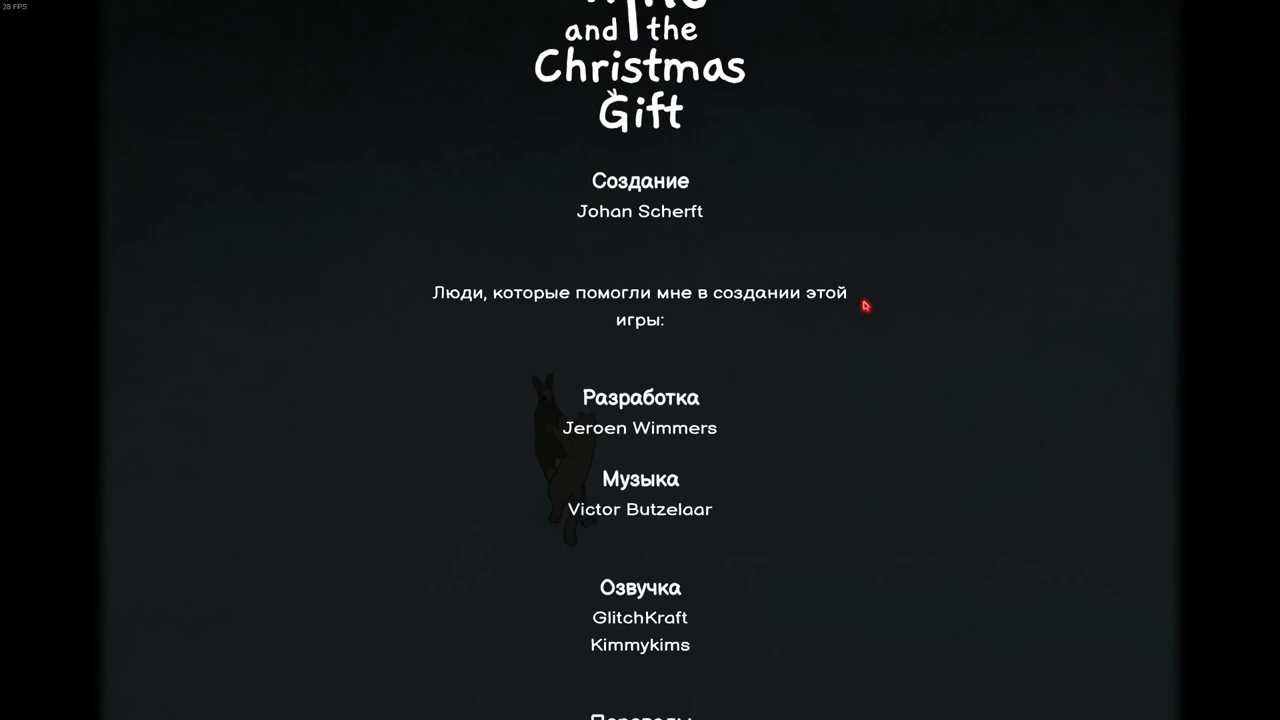 28 FPS
and the
Christmas
Gift
Создание
Johan Scherft
Люди, которые помогли мне в создании этой
игры:
Разработка
Jeroen Wimmers
Музыка
Victor Butzelaar
Озвучка
GlitchKraft
Kimmykims